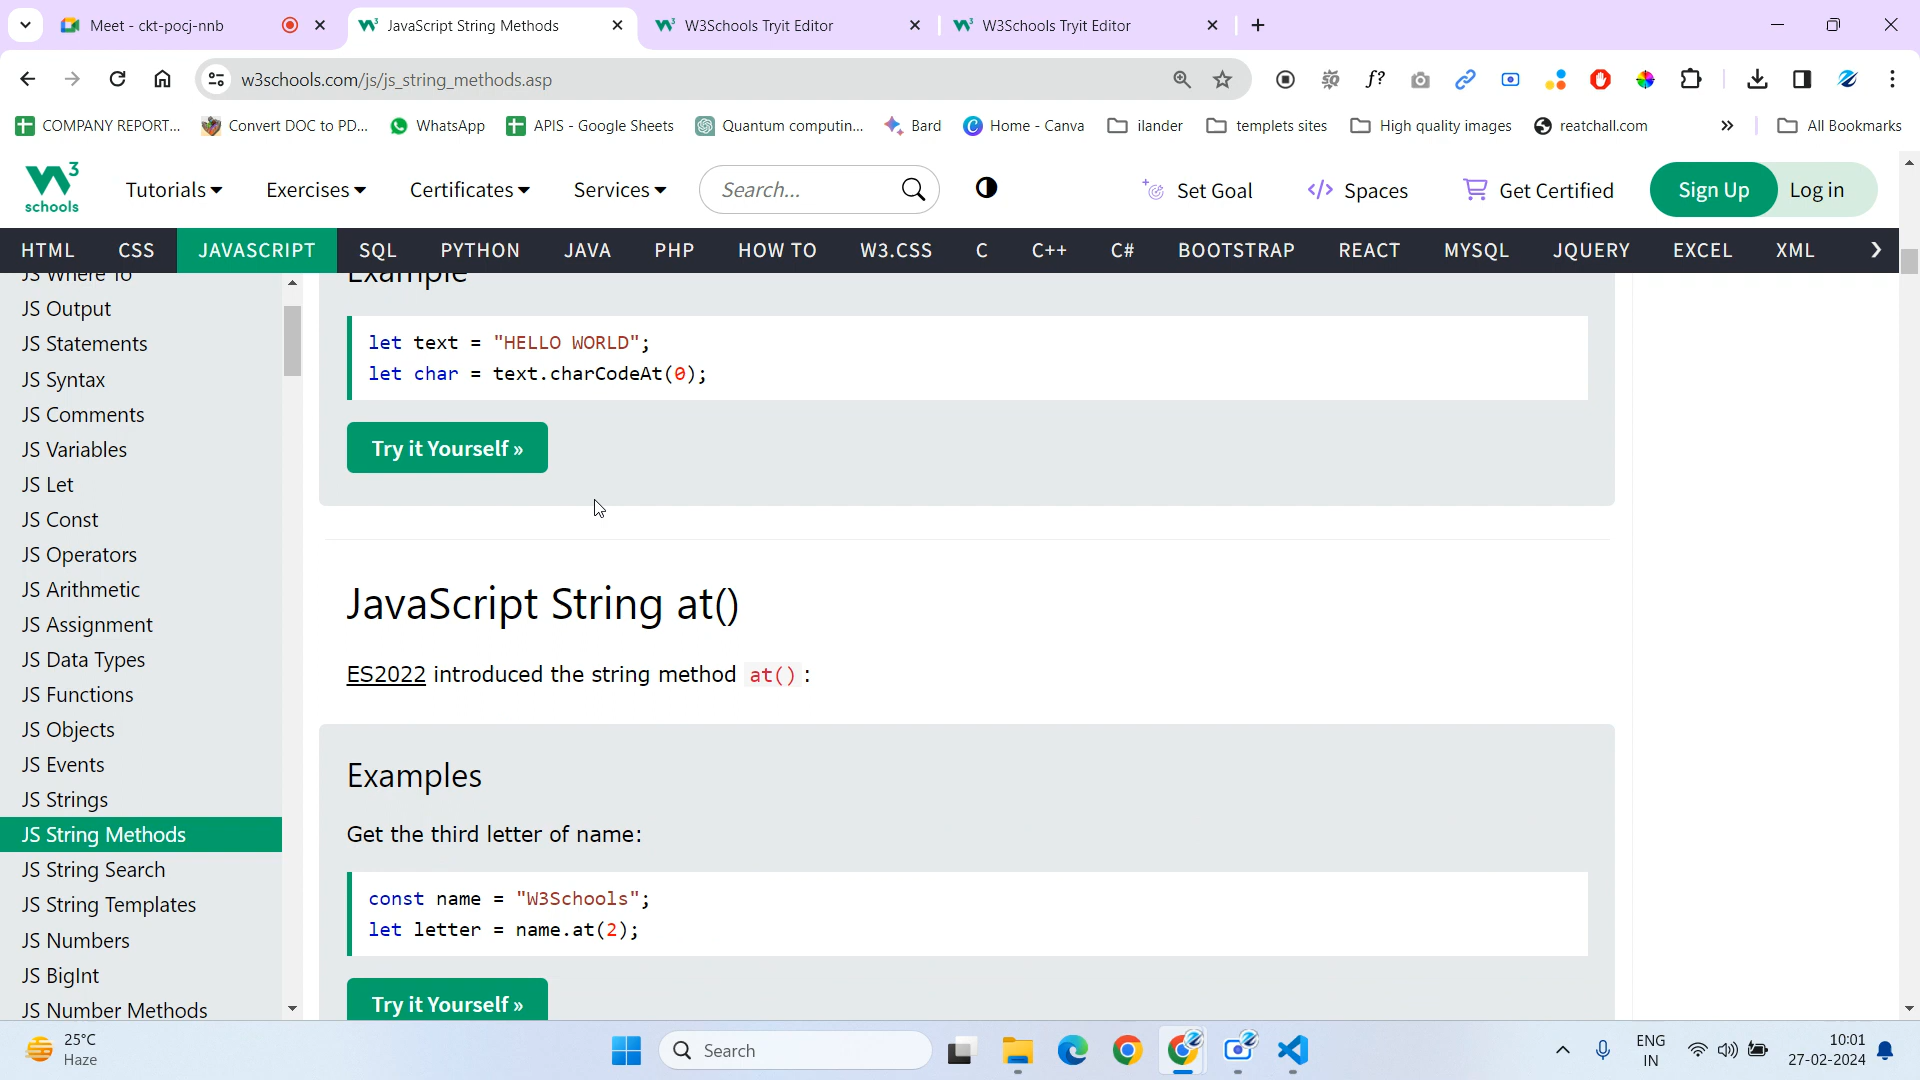 Meet - ckt-pocj-nnb
JavaScript String Methods
W3Schools Tryit Editor
W3Schools Tryit Editor
w3schools.com/js/js_string_methods.asp
f?
COMPANY REPORT...
Convert DOC to PD...
WhatsApp
APIS - Google Sheets
Quantum computin...
Bard
Home - Canva
ilander
templets sites
High quality images
reatchall.com
All Bookmarks
W3 schools
Tutorials
Exercises
Certificates
Services
Search...
Set Goal
Spaces
Get Certified
Sign Up
Log in
HTML CSS JAVASCRIPT SQL PYTHON JAVA PHP HOW TO W3.CSS C C++ C# BOOTSTRAP REACT MYSQL JQUERY EXCEL XML
JS Where To
JS Output
JS Statements
JS Syntax
JS Comments
JS Variables
JS Let
JS Const
JS Operators
JS Arithmetic
JS Assignment
JS Data Types
JS Functions
JS Objects
JS Events
JS Strings
JS String Methods
JS String Search
JS String Templates
JS Numbers
JS BigInt
JS Number Methods
Example
let text = "HELLO WORLD";
let char = text.charCodeAt(0);
Try it Yourself »
JavaScript String at()
ES2022 introduced the string method at() :
Examples
Get the third letter of name:
const name = "W3Schools";
let letter = name.at(2);
Try it Yourself »
25°C
Haze
Search
ENG
IN
10:01
27-02-2024